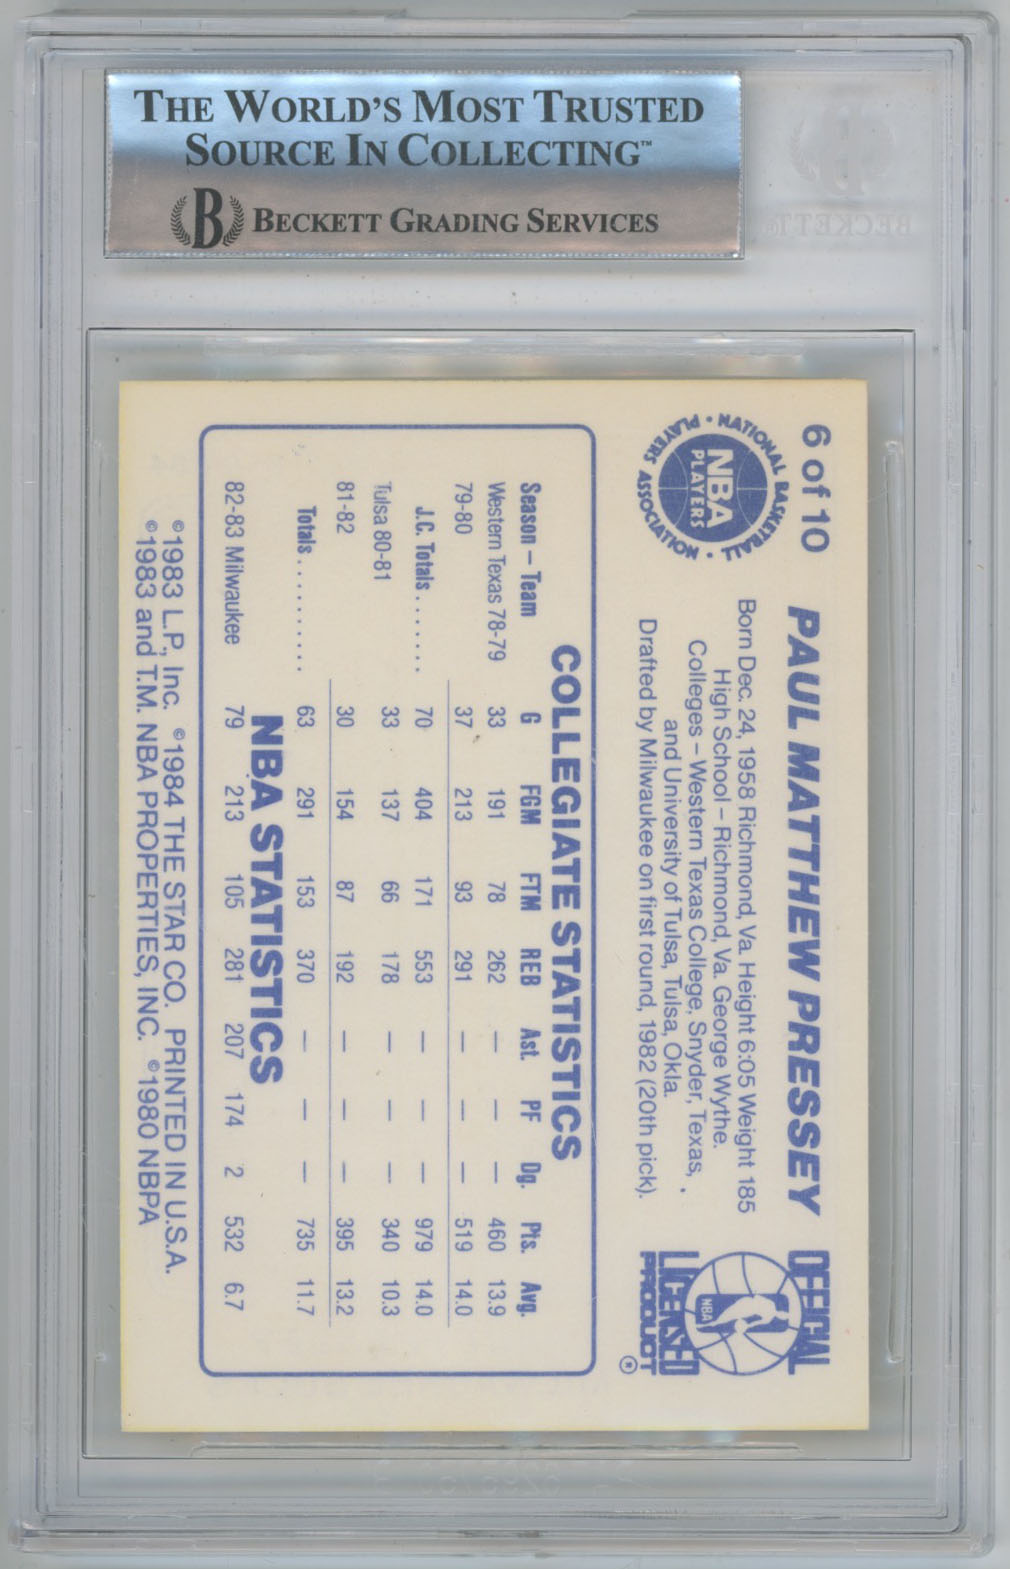 THE WORLD'S MOST TRUSTED
SOURCE IN COLLECTING™
B BECKETT GRADING SERVICES
BECKETT
6 of 10 PAUL MATTHEW PRESSEY
NATIONAL BASKETBALL PLAYERS ASSOCIATION
NBA
PLAYERS
Born Dec. 24, 1958 Richmond, Va. Height 6:05 Weight 185
High School – Richmond, Va. George Wythe.
Colleges – Western Texas College, Snyder, Texas,
and University of Tulsa, Tulsa, Okla.
Drafted by Milwaukee on first round, 1982 (20th pick).
OFFICIAL
NBA
LICENSED
PRODUCT
®
COLLEGIATE STATISTICS
Season – Team G FGM FTM REB Ast. PF Dg. Pts. Avg.
Western Texas 78-79 33 191 78 262 — — — 460 13.9
79-80 37 213 93 291 — — — 519 14.0
J.C. Totals....... 70 404 171 553 — — — 979 14.0
Tulsa 80-81 33 137 66 178 — — — 340 10.3
81-82 30 154 87 192 — — — 395 13.2
Totals.......... 63 291 153 370 — — — 735 11.7
NBA STATISTICS
82-83 Milwaukee 79 213 105 281 207 174 2 532 6.7
©1983 L.P., Inc. ©1984 THE STAR CO. PRINTED IN U.S.A.
©1983 and T.M. NBA PROPERTIES, INC. ©1980 NBPA